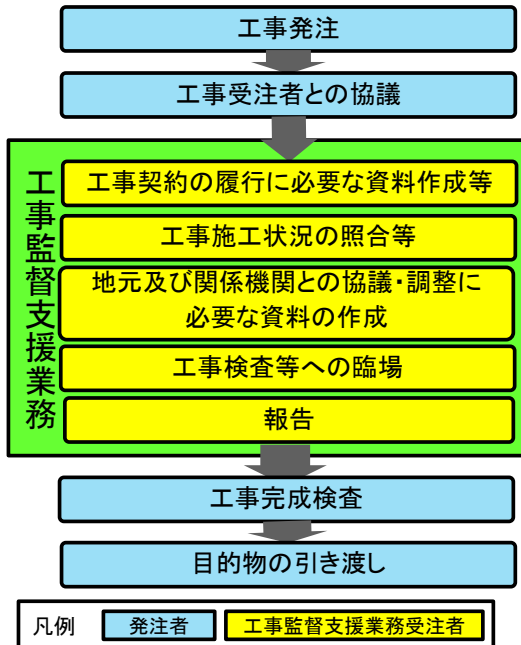 工事発注
工事受注者との協議
工事監督支援業務
工事契約の履行に必要な資料作成等
工事施工状況の照合等
地元及び関係機関との協議・調整に
必要な資料の作成
工事検査等への臨場
報告
工事完成検査
目的物の引き渡し
凡例 発注者 工事監督支援業務受注者